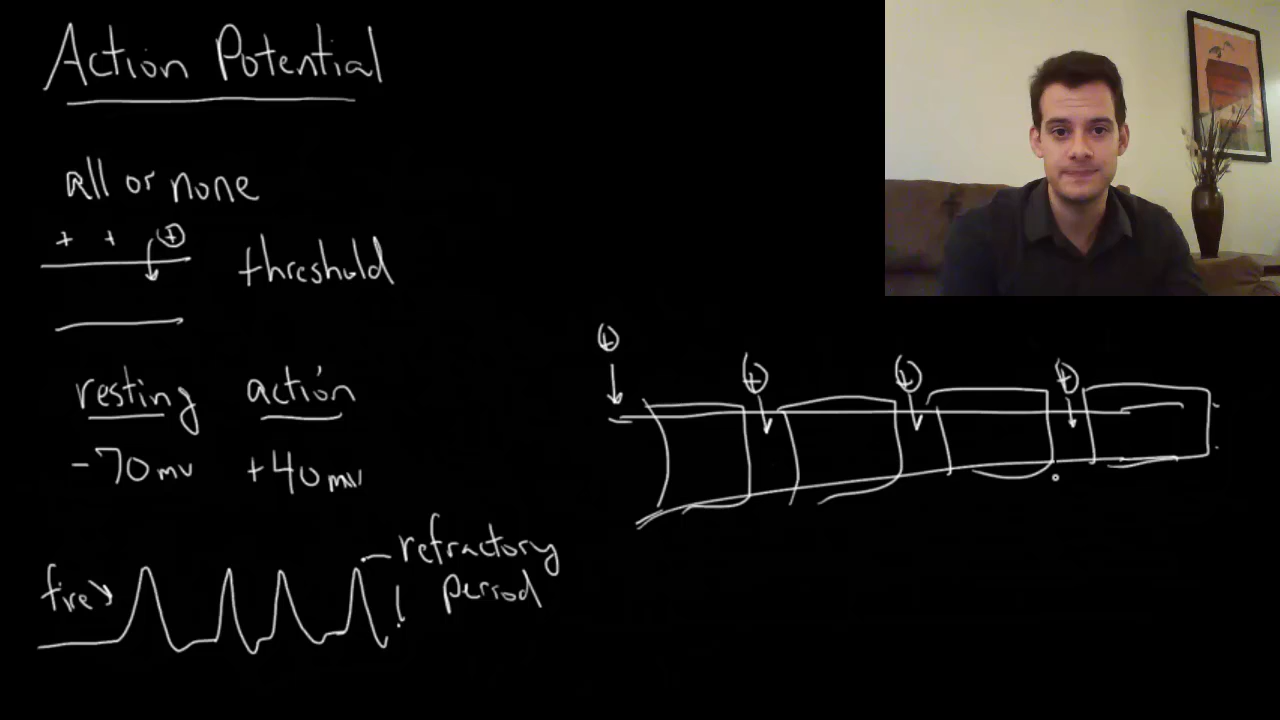 Action Potential
all or none
+ + +
threshold
resting action
-70mv +40mv
fire
refractory
period
+
+ + +